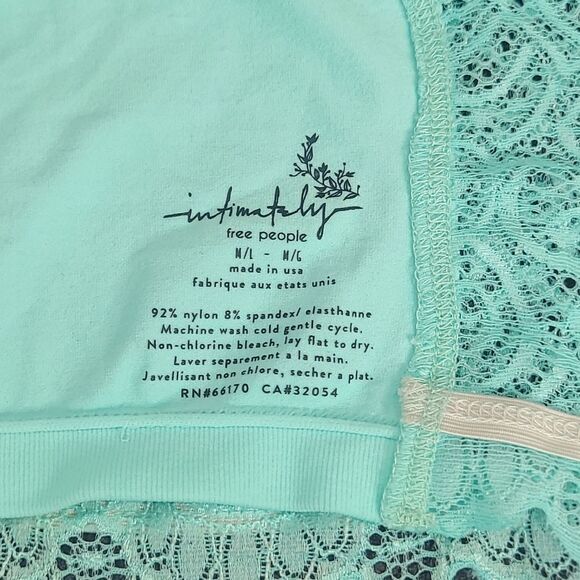 intimately
free people
M/L - M/G
made in usa
fabrique aux etats unis
92% nylon 8% spandex/ elasthanne
Machine wash cold gentle cycle.
Non-chlorine bleach, lay flat to dry.
Laver separement a la main.
Javellisant non chlore, secher a plat.
RN#66170 CA#32054